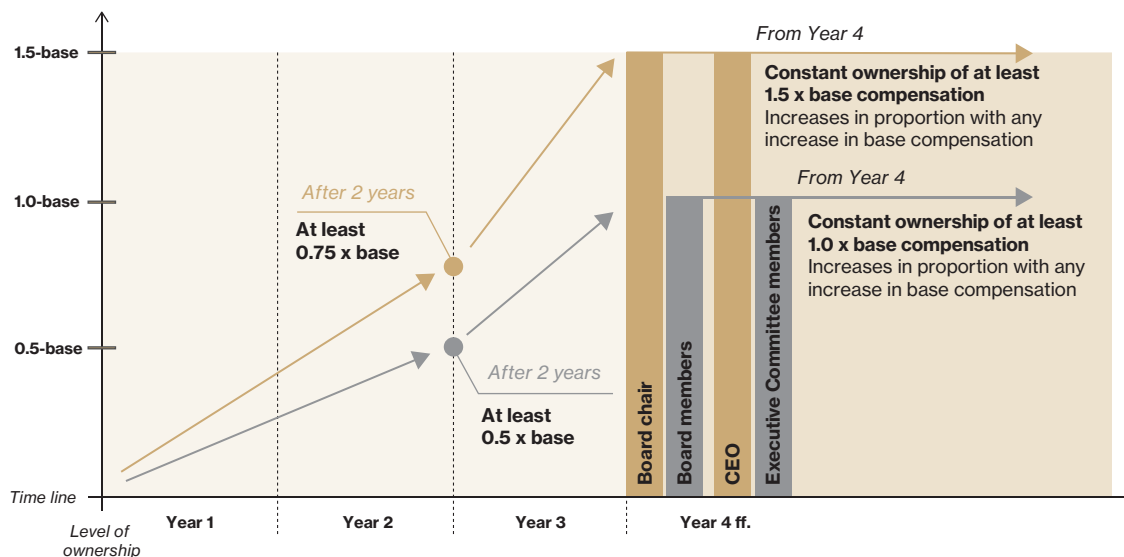 1.5-base
From Year 4
Constant ownership of at least
1.5 x base compensation
Increases in proportion with any
increase in base compensation
1.0-base
After 2 years
At least
0.75 x base
From Year 4
Constant ownership of at least
1.0 x base compensation
Increases in proportion with any
increase in base compensation
0.5-base
After 2 years
At least
0.5 x base
Board chair
Board members
CEO
Executive Committee members
Time line
Level of
ownership
Year 1
Year 2
Year 3
Year 4 ff.